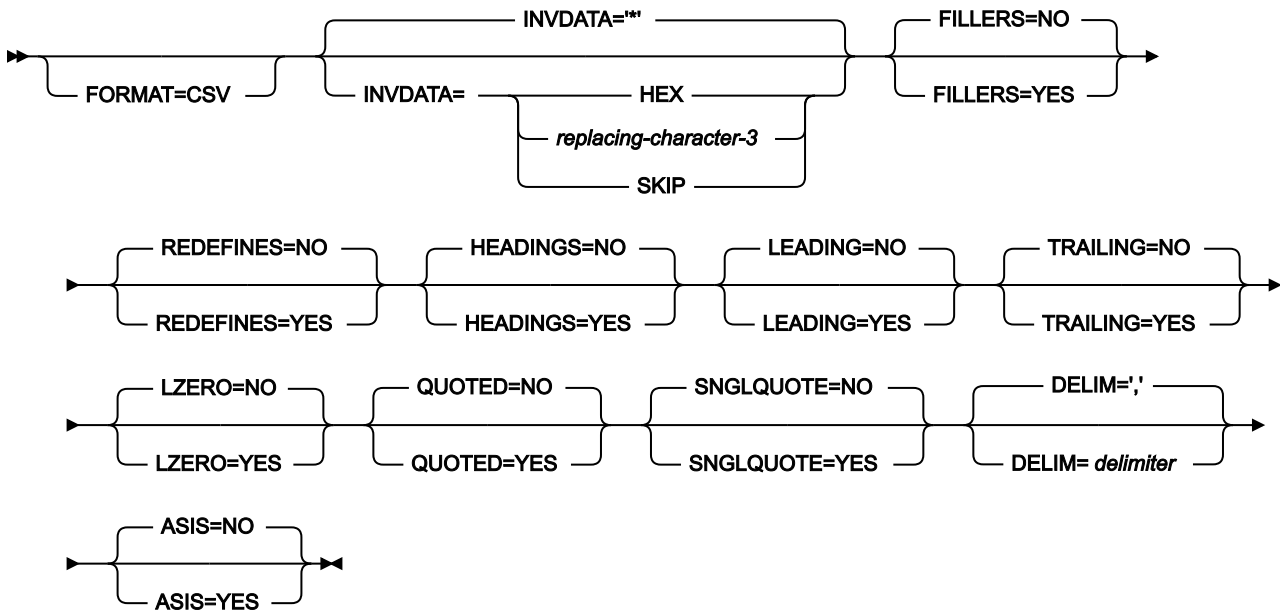 INVDATA='*' FILLERS=NO
FORMAT=CSV INVDATA= HEX FILLERS=YES
replacing-character-3
SKIP
REDEFINES=NO HEADINGS=NO LEADING=NO TRAILING=NO
REDEFINES=YES HEADINGS=YES LEADING=YES TRAILING=YES
LZERO=NO QUOTED=NO SNGLQUOTE=NO DELIM=','
LZERO=YES QUOTED=YES SNGLQUOTE=YES DELIM= delimiter
ASIS=NO
ASIS=YES